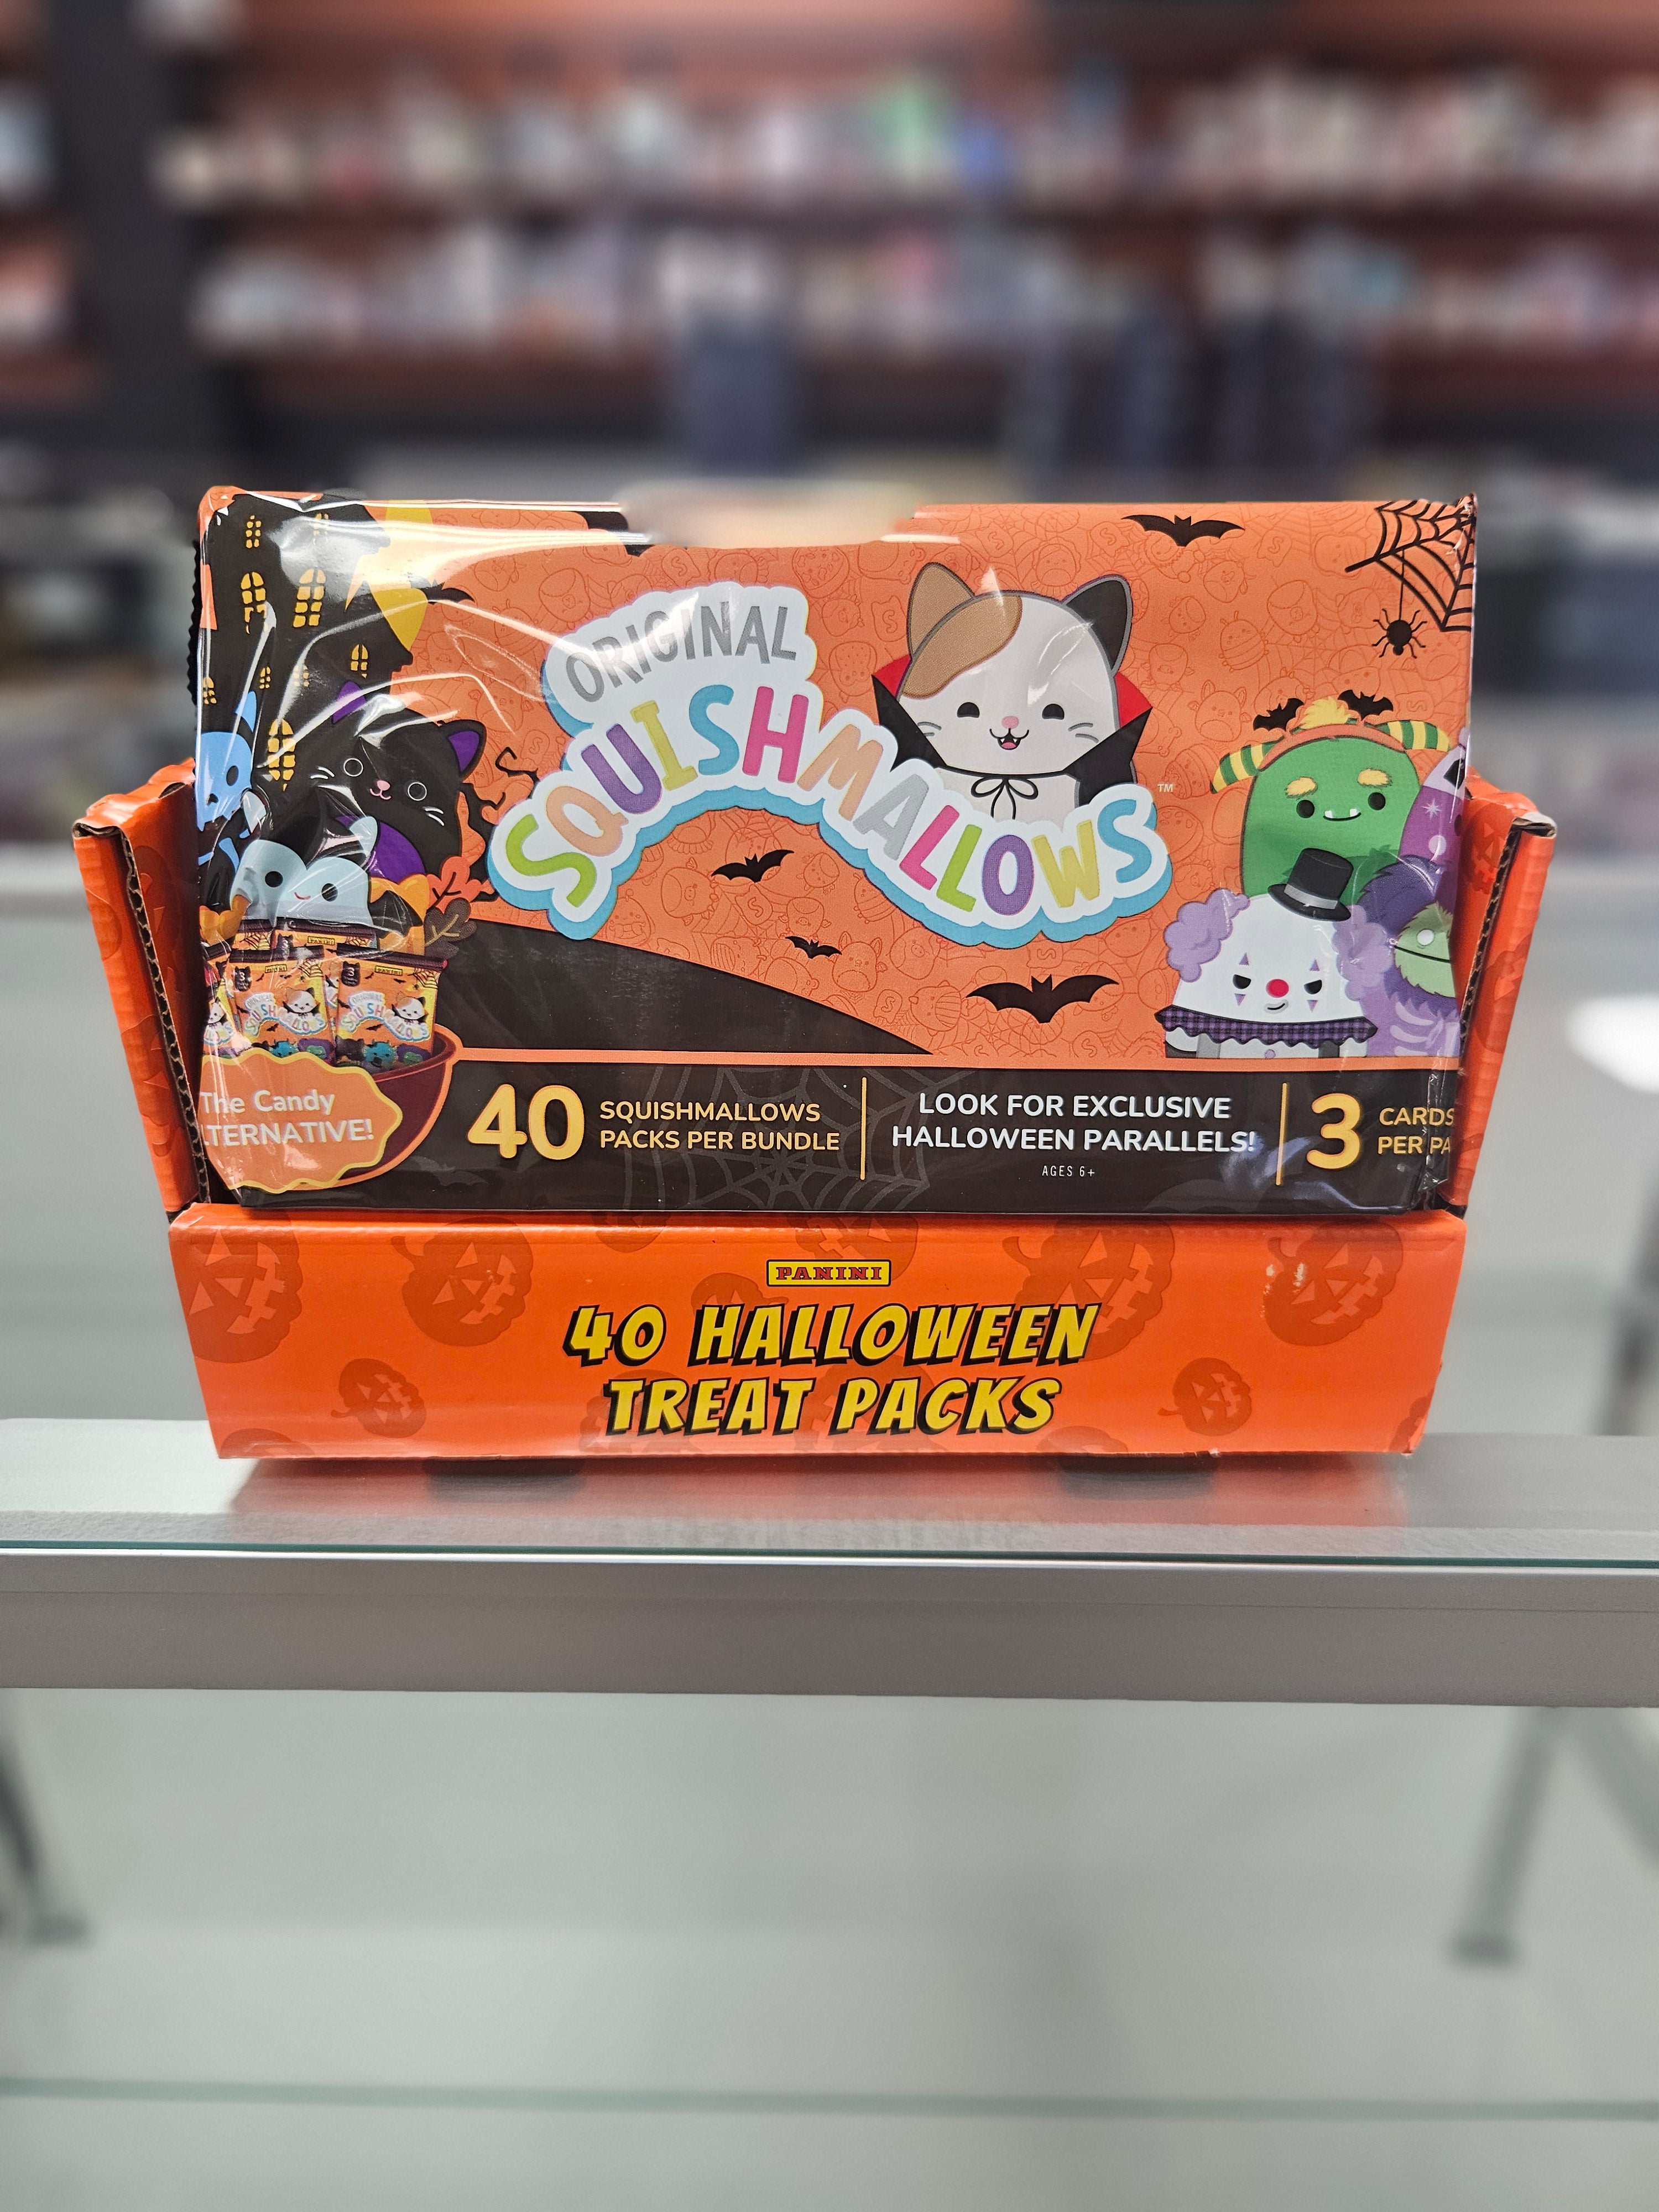 ORIGINAL
SQUISHMALLOWS™
The Candy
LTERNATIVE!
40
SQUISHMALLOWS
PACKS PER BUNDLE
LOOK FOR EXCLUSIVE
HALLOWEEN PARALLELS!
AGES 6+
3
CARDS
PER PA
PANINI
40 HALLOWEEN
TREAT PACKS